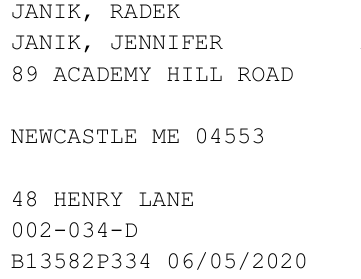 JANIK, RADEK
JANIK, JENNIFER
89 ACADEMY HILL ROAD
NEWCASTLE ME 04553
48 HENRY LANE
002-034-D
B13582P334 06/05/2020